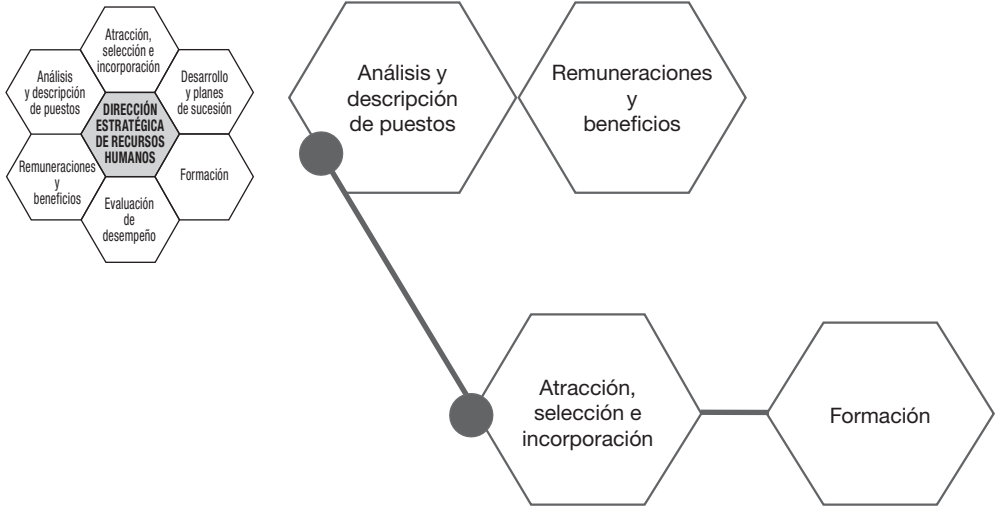 Atracción,
selección e
incorporación
Análisis
y descripción
de puestos
Desarrollo
y planes
de sucesión
DIRECCIÓN
ESTRATÉGICA
DE RECURSOS
HUMANOS
Remuneraciones
y
beneficios
Formación
Evaluación
de
desempeño
Análisis y
descripción
de puestos
Remuneraciones
y
beneficios
Atracción,
selección e
incorporación
Formación